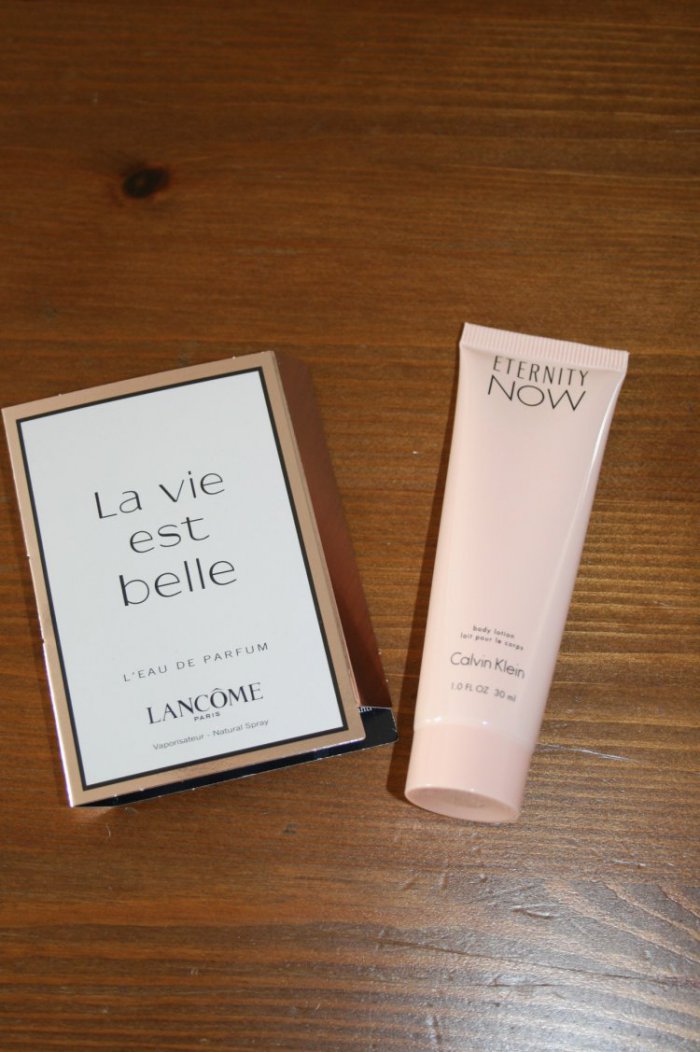 La vie
est
belle
L'EAU DE PARFUM
LANCÔME
PARIS
Vaporisateur - Natural Spray
ETERNITY
NOW
body lotion
lait pour le corps
Calvin Klein
1.0 FL OZ 30 ml